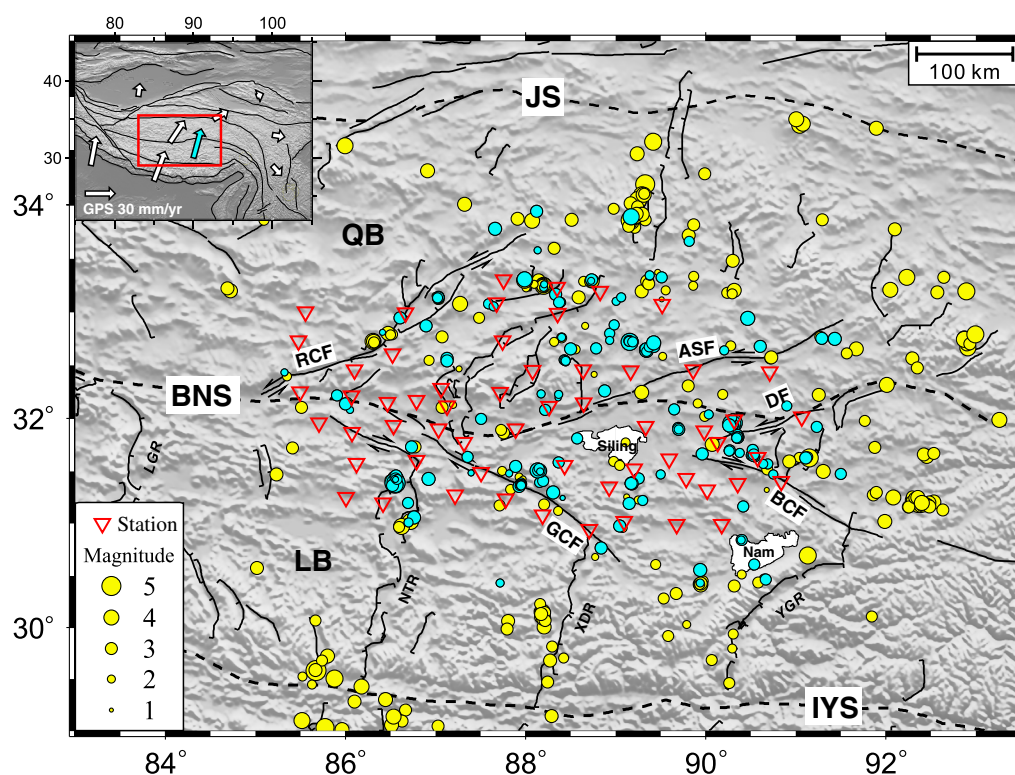 80 90 100
40
30
GPS 30 mm/yr
100 km
JS
34°
QB
RCF
ASF
BNS
DF
32°
Siling
LGR
BCF
GCF
Nam
LB
NTR
XDR
YGR
30°
IYS
Station
Magnitude
5
4
3
2
1
84° 86° 88° 90° 92°